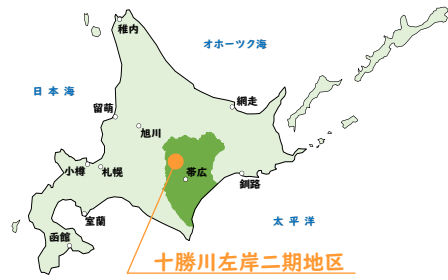 稚内
オホーツク海
日本海
留萌
網走
旭川
小樽
札幌
帯広
釧路
室蘭
太平洋
函館
十勝川左岸二期地区